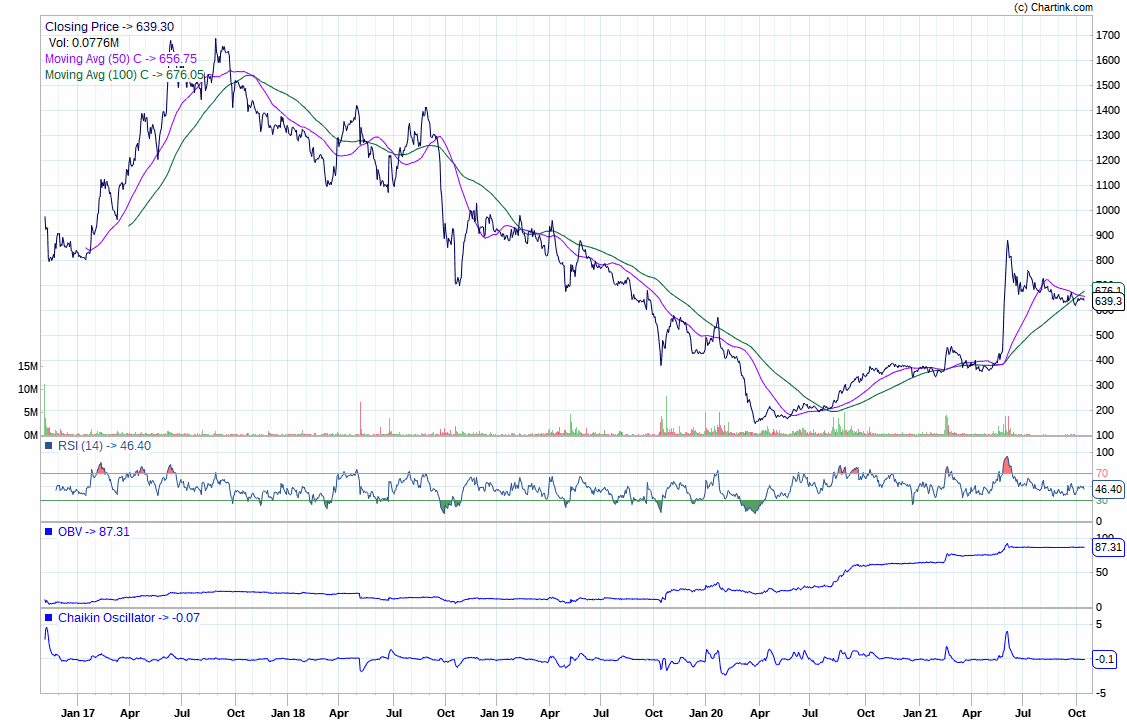 (c) Chartink.com
Closing Price -> 639.30
Vol: 0.0776M
Moving Avg (50) C -> 656.75
Moving Avg (100) C -> 676.05
1700
1600
1500
1400
1300
1200
1100
1000
900
800
676.1
639.3
500
400
300
200
100
15M
10M
5M
0M
RSI (14) -> 46.40
100
70
46.40
30
0
OBV -> 87.31
100
87.31
50
0
Chaikin Oscillator -> -0.07
5
-0.1
-5
Jan 17 Apr Jul Oct Jan 18 Apr Jul Oct Jan 19 Apr Jul Oct Jan 20 Apr Jul Oct Jan 21 Apr Jul Oct